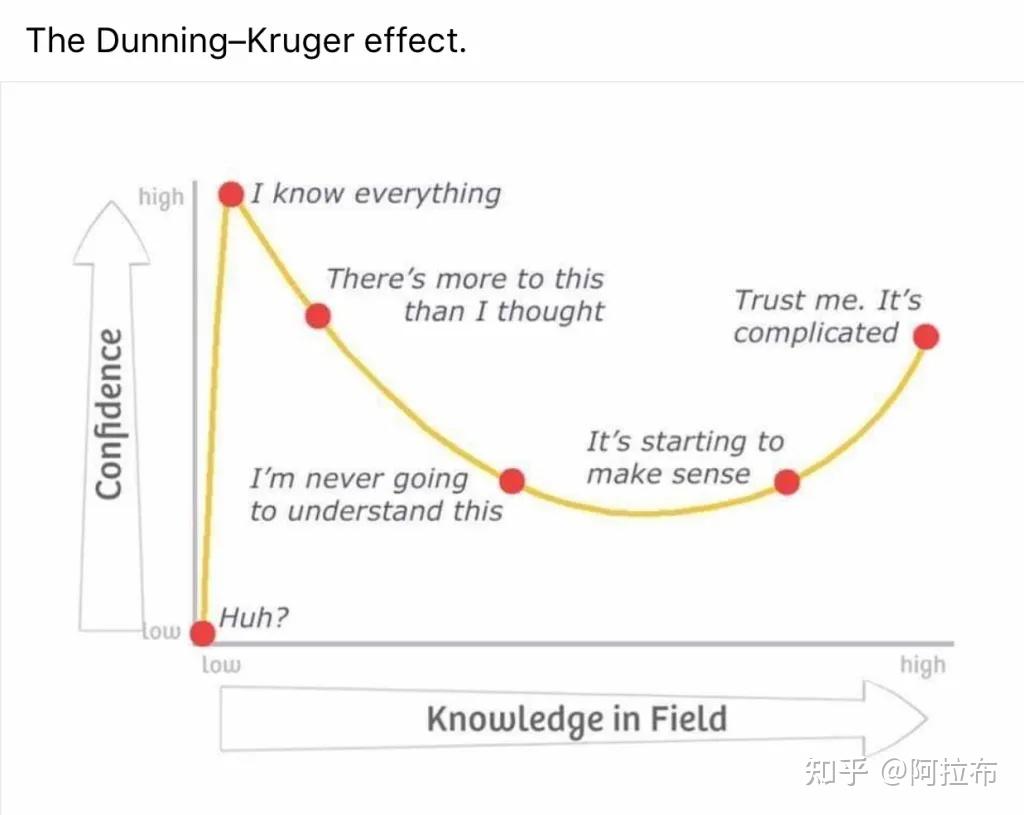 The Dunning–Kruger effect.
high
I know everything
There's more to this
than I thought
Trust me. It's
complicated
Confidence
It's starting to
make sense
I'm never going
to understand this
Huh?
low
low
high
Knowledge in Field
知乎 @阿拉布